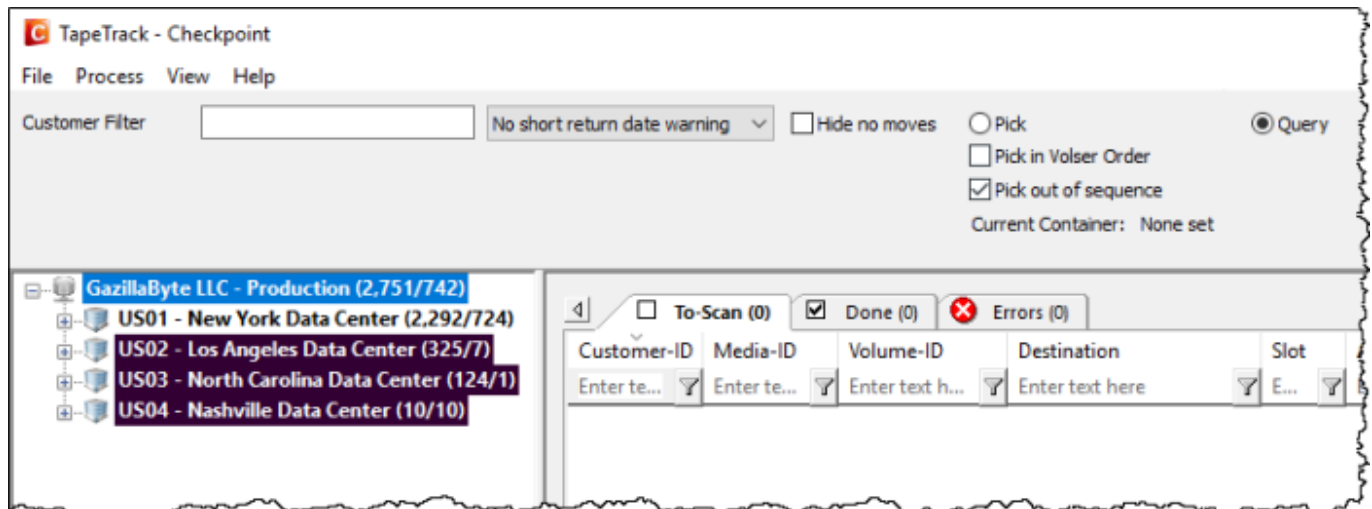 TapeTrack - Checkpoint
File Process View Help
Customer Filter No short return date warning Hide no moves Pick Query
Pick in Volser Order
Pick out of sequence
Current Container: None set
GazillaByte LLC - Production (2,751/742)
US01 - New York Data Center (2,292/724)
US02 - Los Angeles Data Center (325/7)
US03 - North Carolina Data Center (124/1)
US04 - Nashville Data Center (10/10)
To-Scan (0) Done (0) Errors (0)
Customer-ID Media-ID Volume-ID Destination Slot
Enter te... Enter te... Enter text h... Enter text here E...